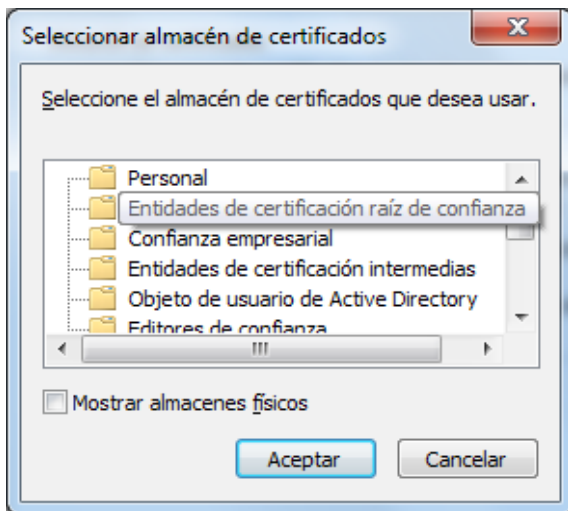 Seleccionar almacén de certificados
Seleccione el almacén de certificados que desea usar.
Personal
Entidades de certificación raíz de confianza
Confianza empresarial
Entidades de certificación intermedias
Objeto de usuario de Active Directory
Editores de confianza
Mostrar almacenes físicos
Aceptar
Cancelar